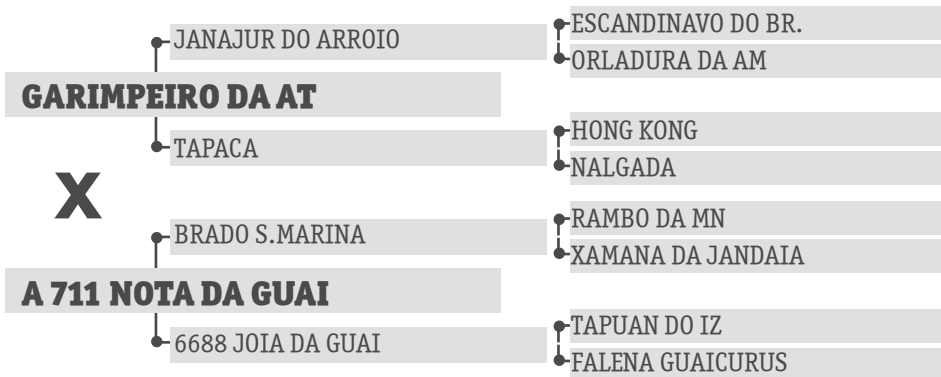 ESCANDINAVO DO BR.
JANAJUR DO ARROIO
ORLADURA DA AM
GARIMPEIRO DA AT
HONG KONG
TAPACA
NALGADA
X
RAMBO DA MN
BRADO S.MARINA
XAMANA DA JANDAIA
A 711 NOTA DA GUAI
TAPUAN DO IZ
6688 JOIA DA GUAI
FALENA GUAICURUS